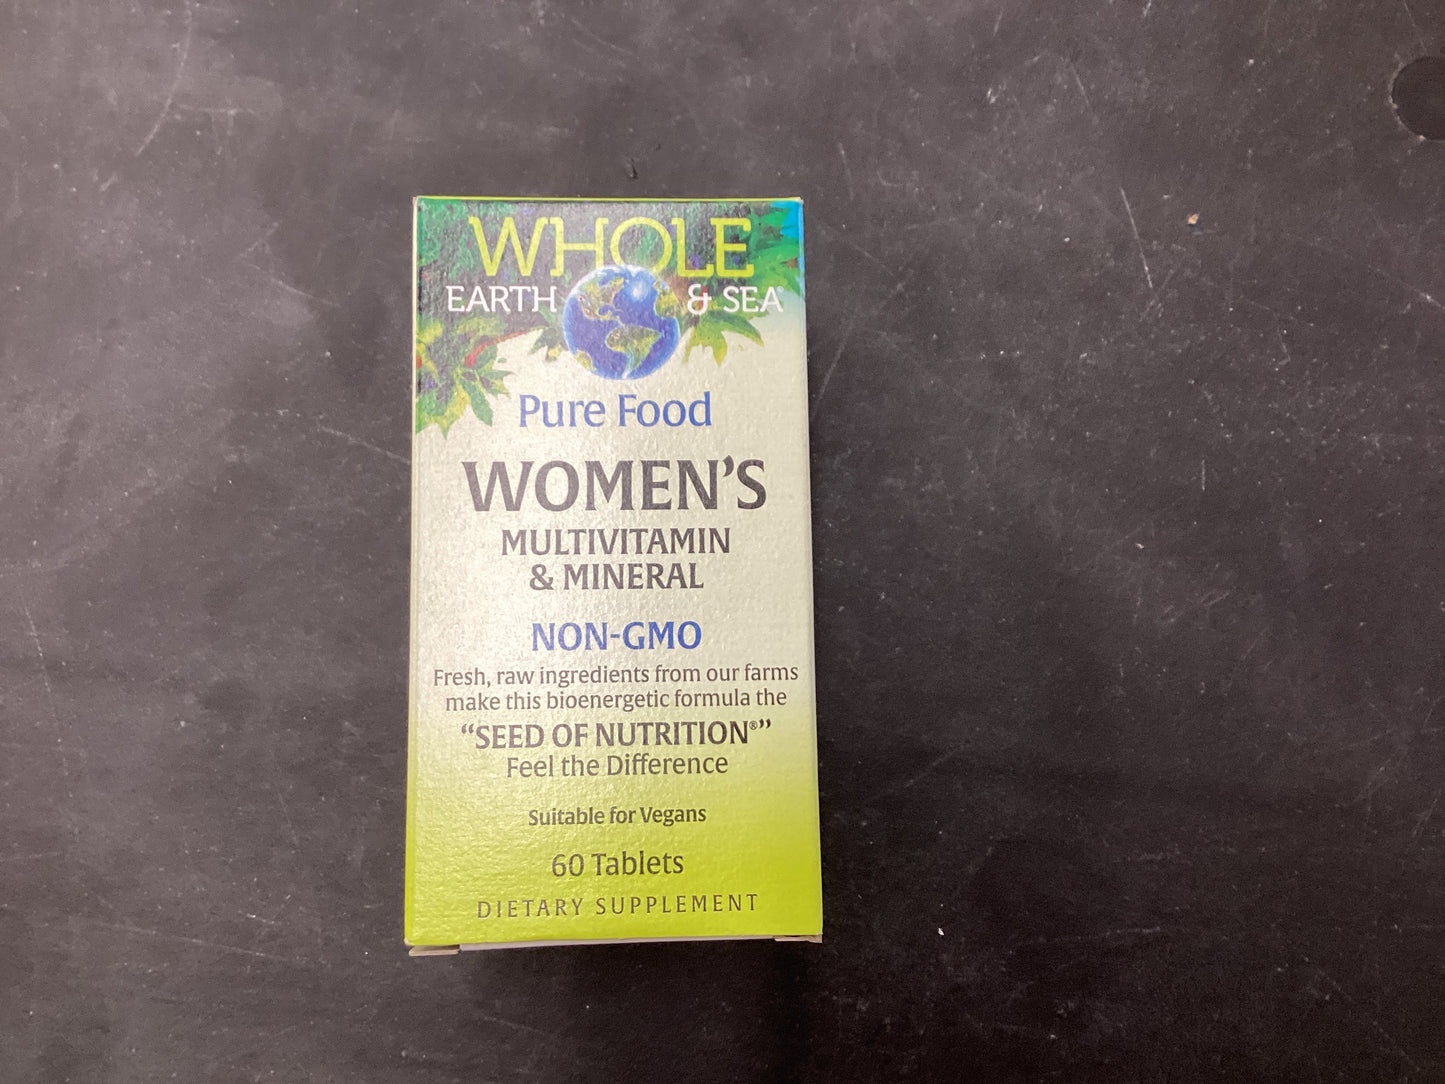 WHOLE
EARTH & SEA®
Pure Food
WOMEN'S
MULTIVITAMIN
& MINERAL
NON-GMO
Fresh, raw ingredients from our farms
make this bioenergetic formula the
“SEED OF NUTRITION®”
Feel the Difference
Suitable for Vegans
60 Tablets
DIETARY SUPPLEMENT